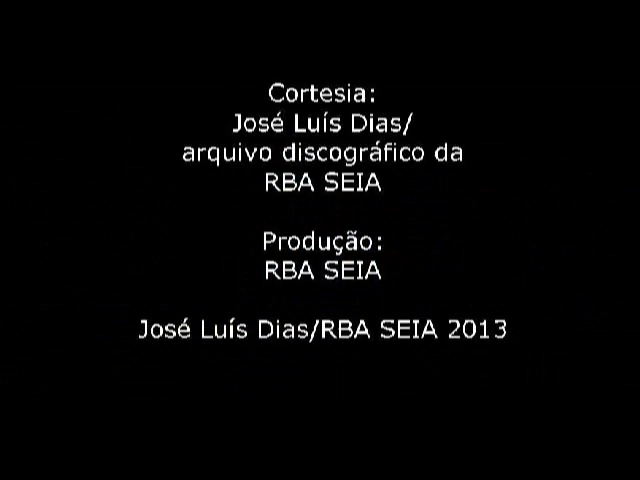 Cortesia:
José Luís Dias/
arquivo discográfico da
RBA SEIA
Produção:
RBA SEIA
José Luís Dias/RBA SEIA 2013